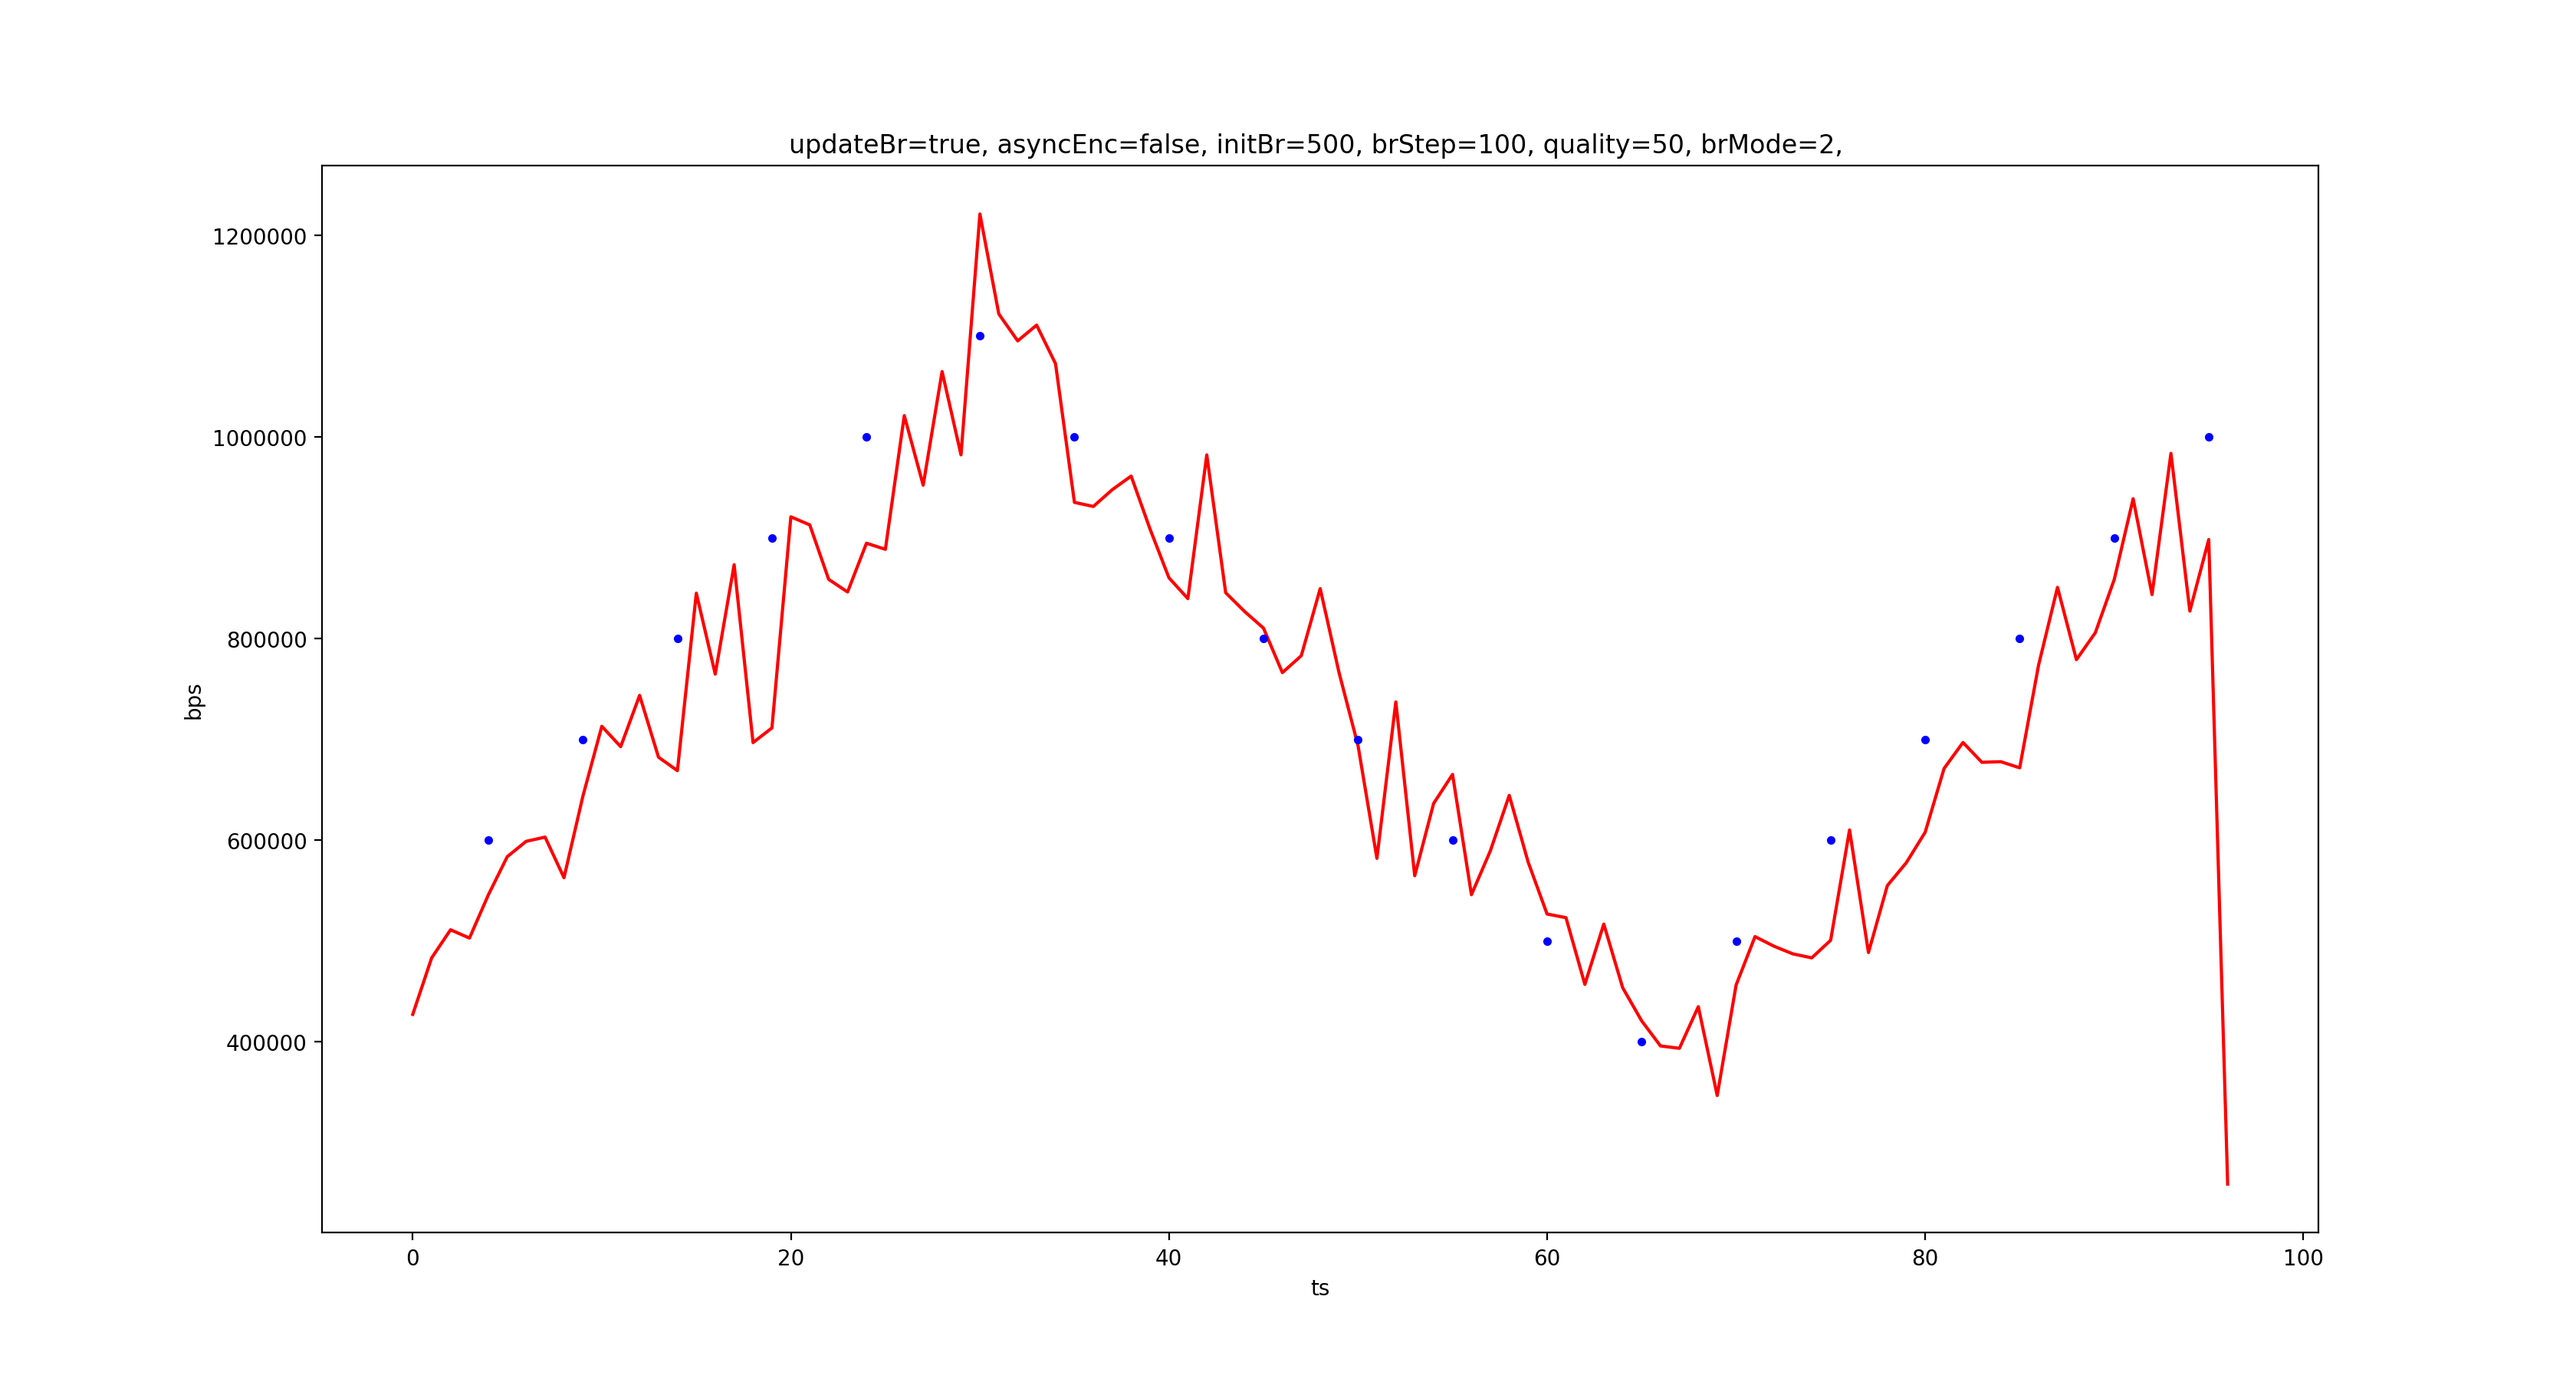 updateBr=true, asyncEnc=false, initBr=500, brStep=100, quality=50, brMode=2,
1200000
1000000
800000
600000
400000
bps
0 20 40 60 80 100
ts